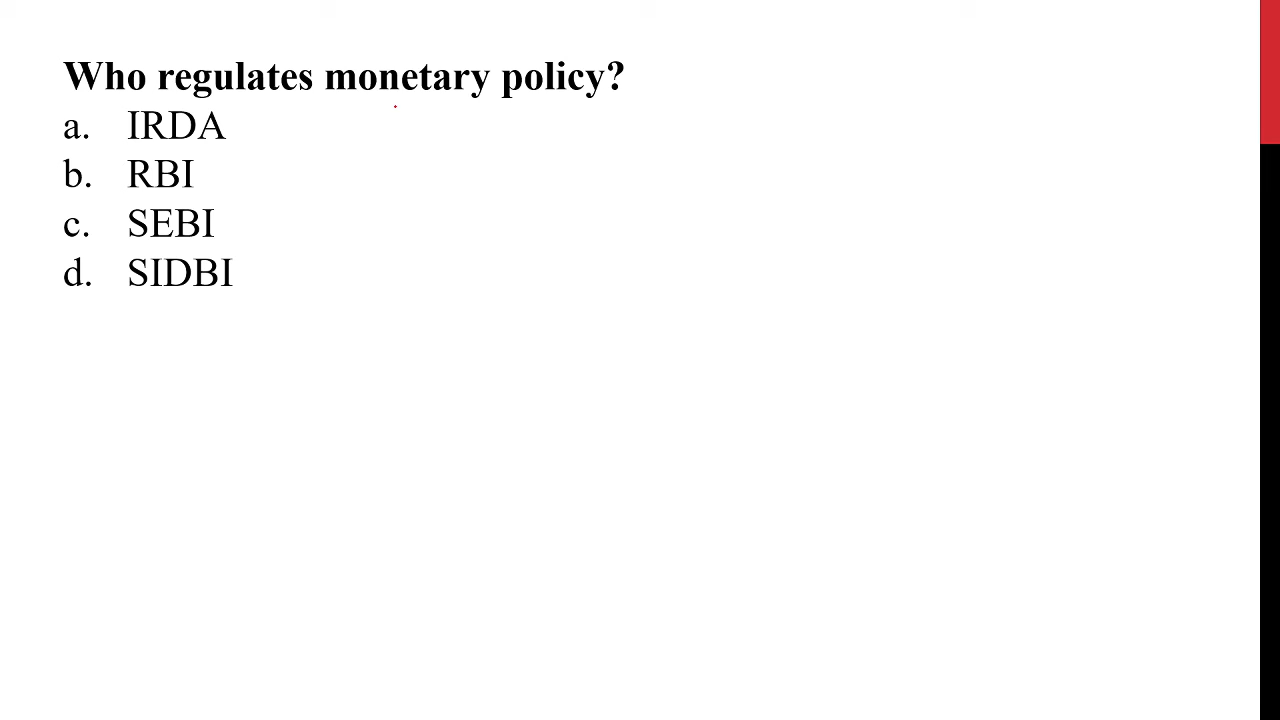 Who regulates monetary policy?
a. IRDA
b. RBI
c. SEBI
d. SIDBI